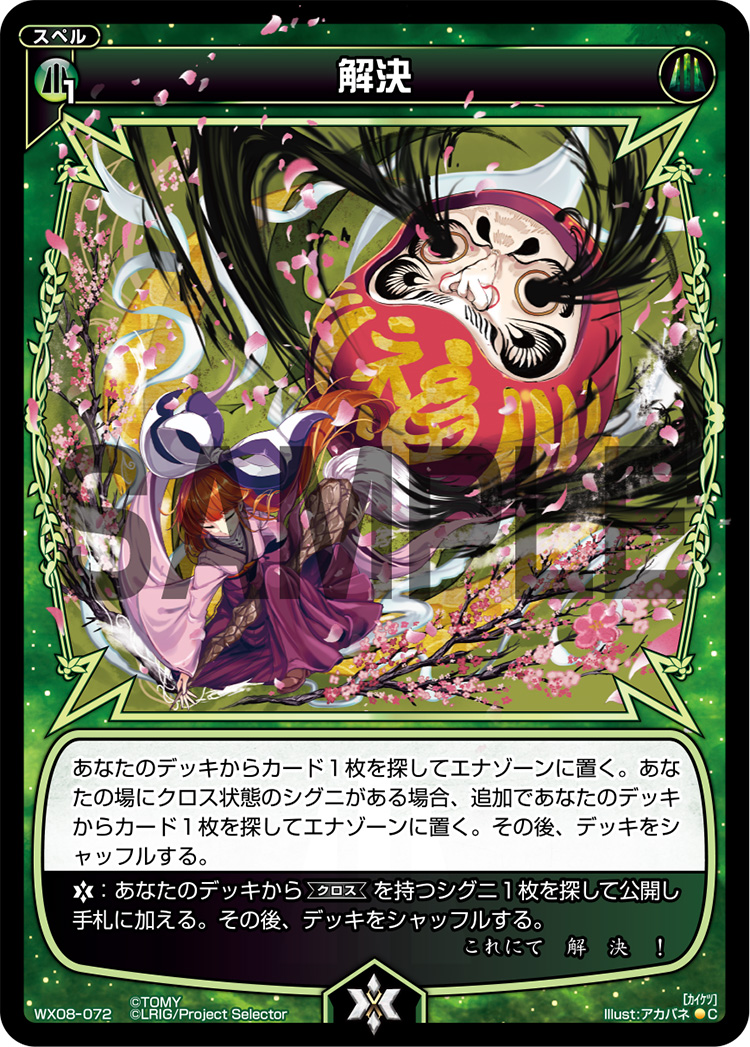 スペル
1
解決
福
SAMPLE
あなたのデッキからカード1枚を探してエナゾーンに置く。あな
たの場にクロス状態のシグニがある場合、追加であなたのデッキ
からカード1枚を探してエナゾーンに置く。その後、デッキをシ
ャッフルする。
：あなたのデッキから クロス を持つシグニ1枚を探して公開し
手札に加える。その後、デッキをシャッフルする。
これにて 解 決 ！
[カイケツ]
WX08-072 ©TOMY ©LRIG/Project Selector
Illust:アカバネ C